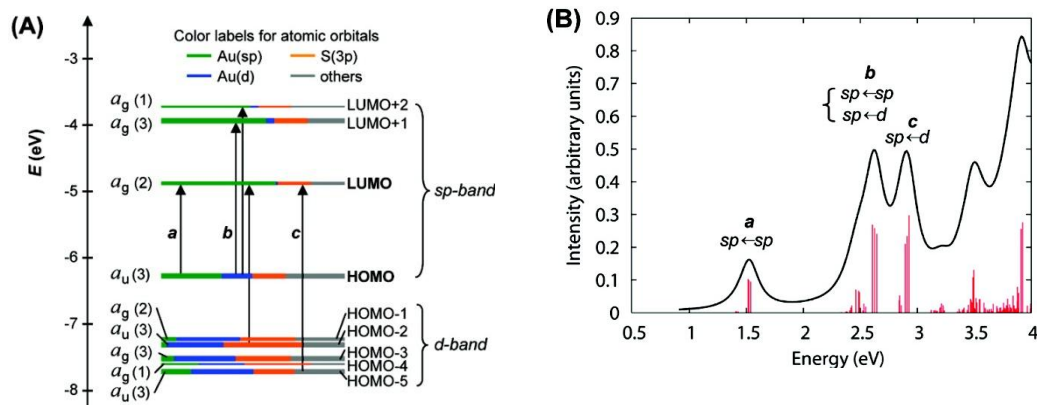 (A)
Color labels for atomic orbitals
Au(sp) S(3p)
Au(d) others
E (eV)
-3
-4
-5
-6
-7
-8
ag (1) LUMO+2
ag (3) LUMO+1
ag (2) LUMO
au (3) HOMO
ag (2) HOMO-1
au (3) HOMO-2
ag (3) HOMO-3
ag (1) HOMO-4
au (3) HOMO-5
a b c
sp-band
d-band
(B)
Intensity (arbitrary units)
0.9
0.8
0.7
0.6
0.5
0.4
0.3
0.2
0.1
0
b
sp←sp
sp←d
c
sp←d
a
sp←sp
0.5 1 1.5 2 2.5 3 3.5 4
Energy (eV)